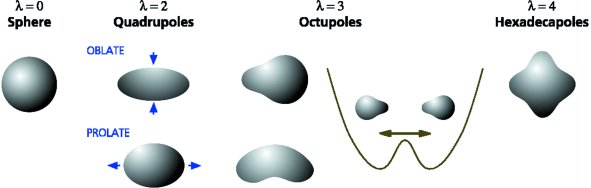 λ = 0
Sphere
λ = 2
Quadrupoles
λ = 3
Octupoles
λ = 4
Hexadecapoles
OBLATE
PROLATE